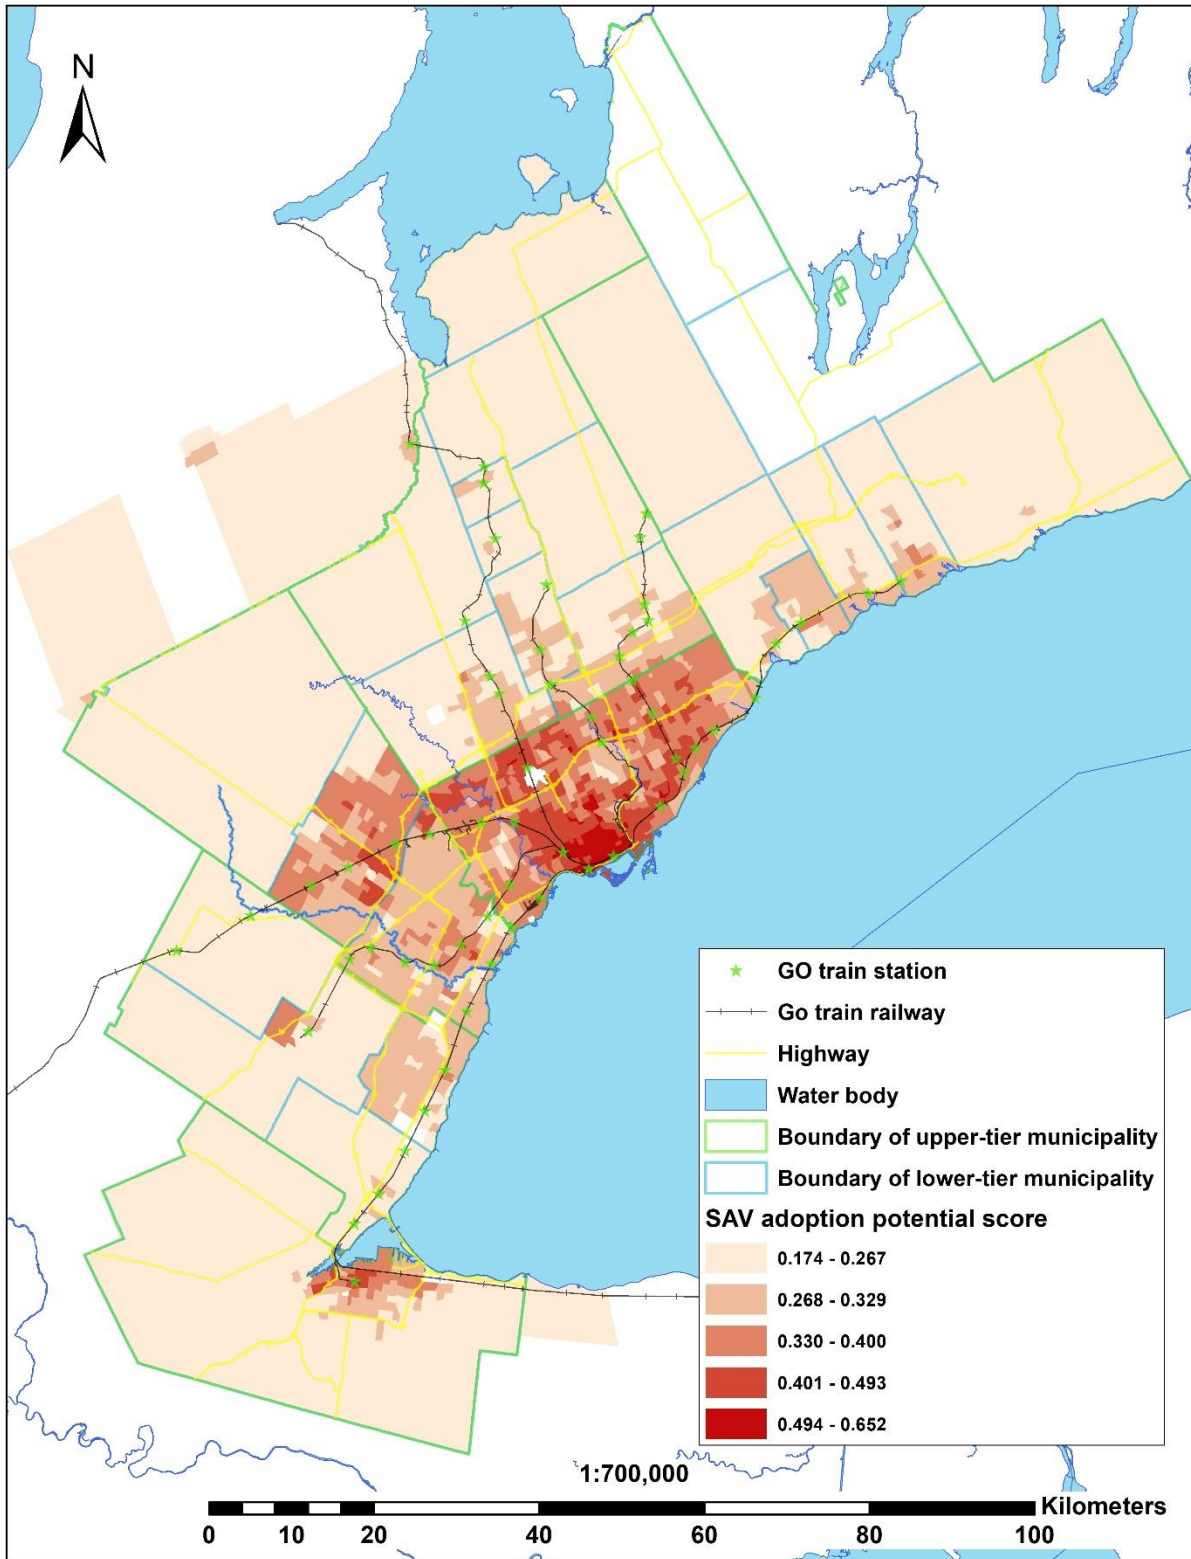 N
GO train station
Go train railway
Highway
Water body
Boundary of upper-tier municipality
Boundary of lower-tier municipality
SAV adoption potential score
0.174 - 0.267
0.268 - 0.329
0.330 - 0.400
0.401 - 0.493
0.494 - 0.652
1:700,000
Kilometers
0 10 20 40 60 80 100